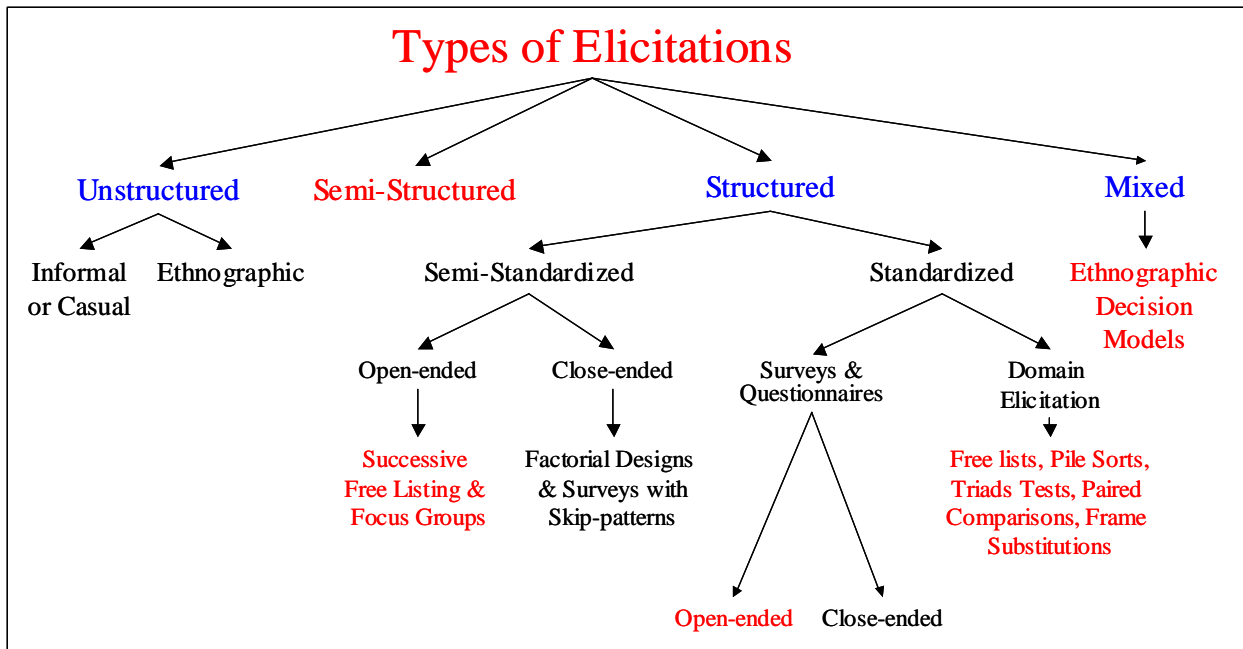 Types of Elicitations
Unstructured
Semi-Structured
Structured
Mixed
Informal
or Casual
Ethnographic
Semi-Standardized
Standardized
Ethnographic
Decision
Models
Open-ended
Close-ended
Surveys &
Questionnaires
Domain
Elicitation
Successive
Free Listing &
Focus Groups
Factorial Designs
& Surveys with
Skip-patterns
Free lists, Pile Sorts,
Triads Tests, Paired
Comparisons, Frame
Substitutions
Open-ended
Close-ended